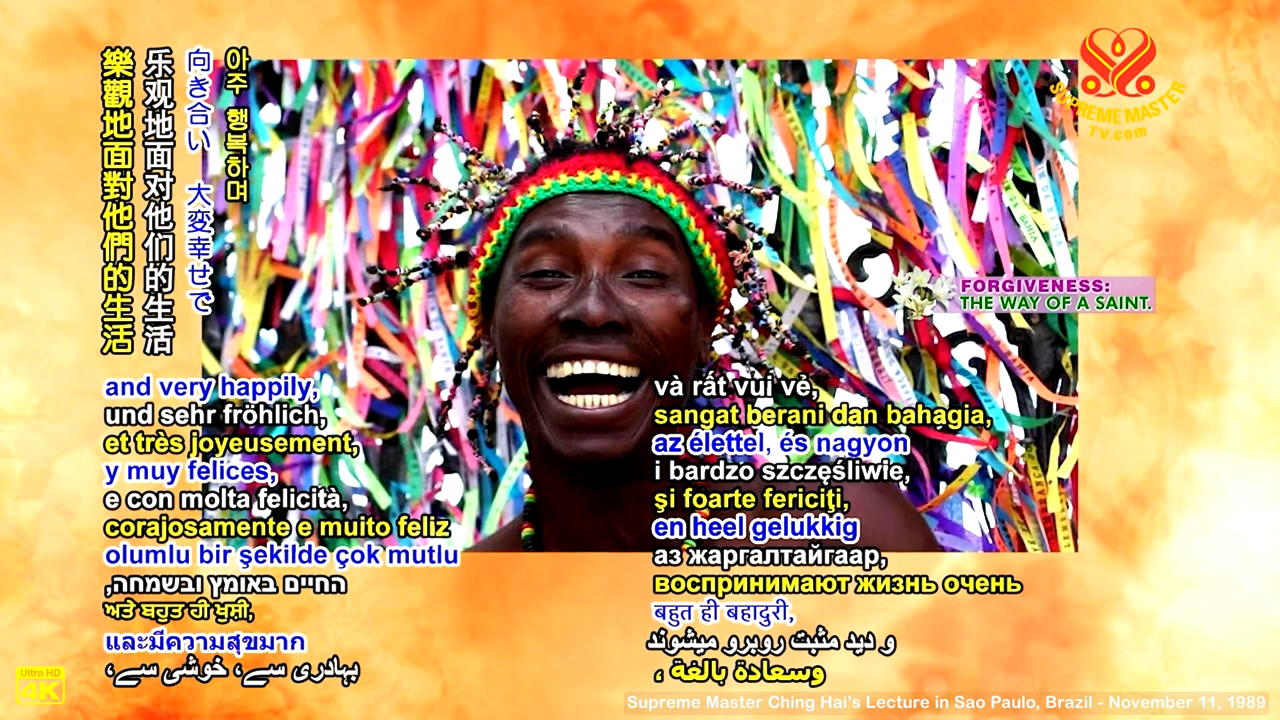 樂觀地面對他們的生活
乐观地面对他们的生活
向き合い 大変幸せで
아주 행복하며
SUPREME MASTER
TV.com
FORGIVENESS:
THE WAY OF A SAINT.
and very happily,
und sehr fröhlich,
et très joyeusement,
y muy felices,
e con molta felicità,
corajosamente e muito feliz
olumlu bir şekilde çok mutlu
החיים באומץ ובשמחה,
ਅਤੇ ਬਹੁਤ ਹੀ ਖੁਸ਼ੀ,
และมีความสุขมาก
بہادری سے، خوشی سے،
và rất vui vẻ,
sangat berani dan bahagia,
az élettel, és nagyon
i bardzo szczęśliwie,
şi foarte fericiţi,
en heel gelukkig
аз жаргалтайгаар,
воспринимают жизнь очень
बहुत ही बहादुरी,
و دید مثبت روبرو میشوند
وسعادة بالغة ،
Ultra HD
4K
Supreme Master Ching Hai's Lecture in Sao Paulo, Brazil - November 11, 1989